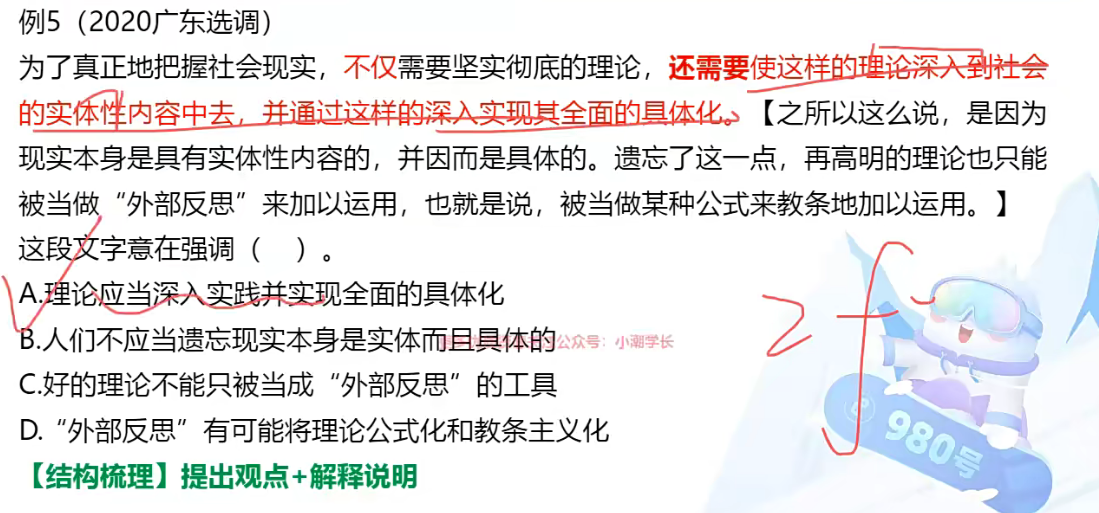 例5（2020广东选调）
为了真正地把握社会现实，不仅需要坚实彻底的理论，还需要使这样的理论深入到社会
的实体性内容中去，并通过这样的深入实现其全面的具体化。【之所以这么说，是因为
现实本身是具有实体性内容的，并因而是具体的。遗忘了这一点，再高明的理论也只能
被当做“外部反思”来加以运用，也就是说，被当做某种公式来教条地加以运用。】
这段文字意在强调（ ）。
A.理论应当深入实践并实现全面的具体化
B.人们不应当遗忘现实本身是实体而且具体的
公众号：小潮学长
C.好的理论不能只被当成“外部反思”的工具
D.“外部反思”有可能将理论公式化和教条主义化
【结构梳理】提出观点+解释说明
980号